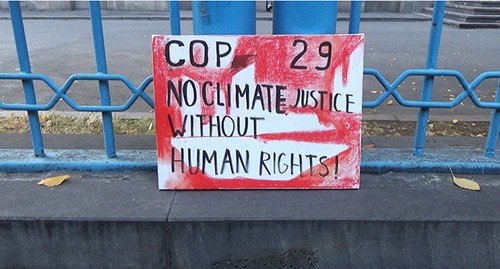 COP 29
NO CLIMATE JUSTICE
WITHOUT
HUMAN RIGHTS!